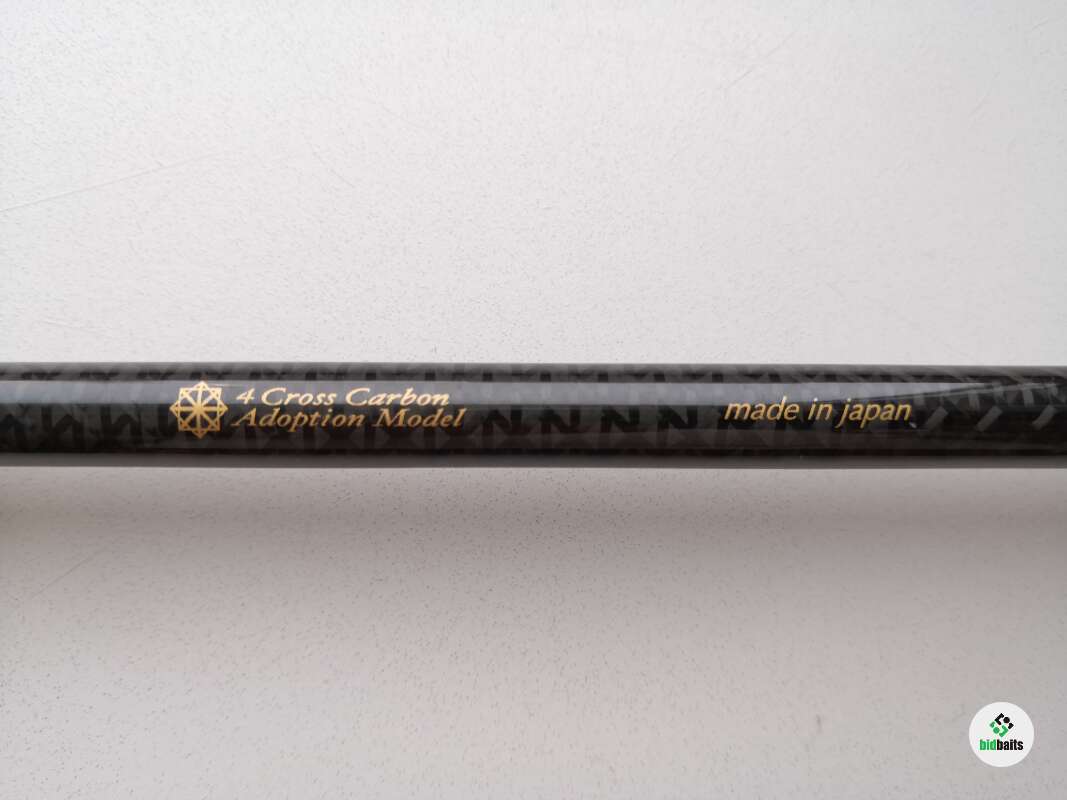 4 Cross Carbon
Adoption Model
made in japan
bidbaits